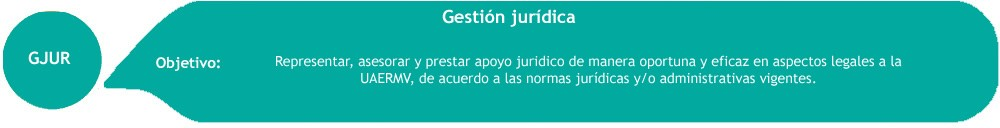 Gestión jurídica
GJUR
Objetivo:
Representar, asesorar y prestar apoyo jurídico de manera oportuna y eficaz en aspectos legales a la
UAERMV, de acuerdo a las normas jurídicas y/o administrativas vigentes.